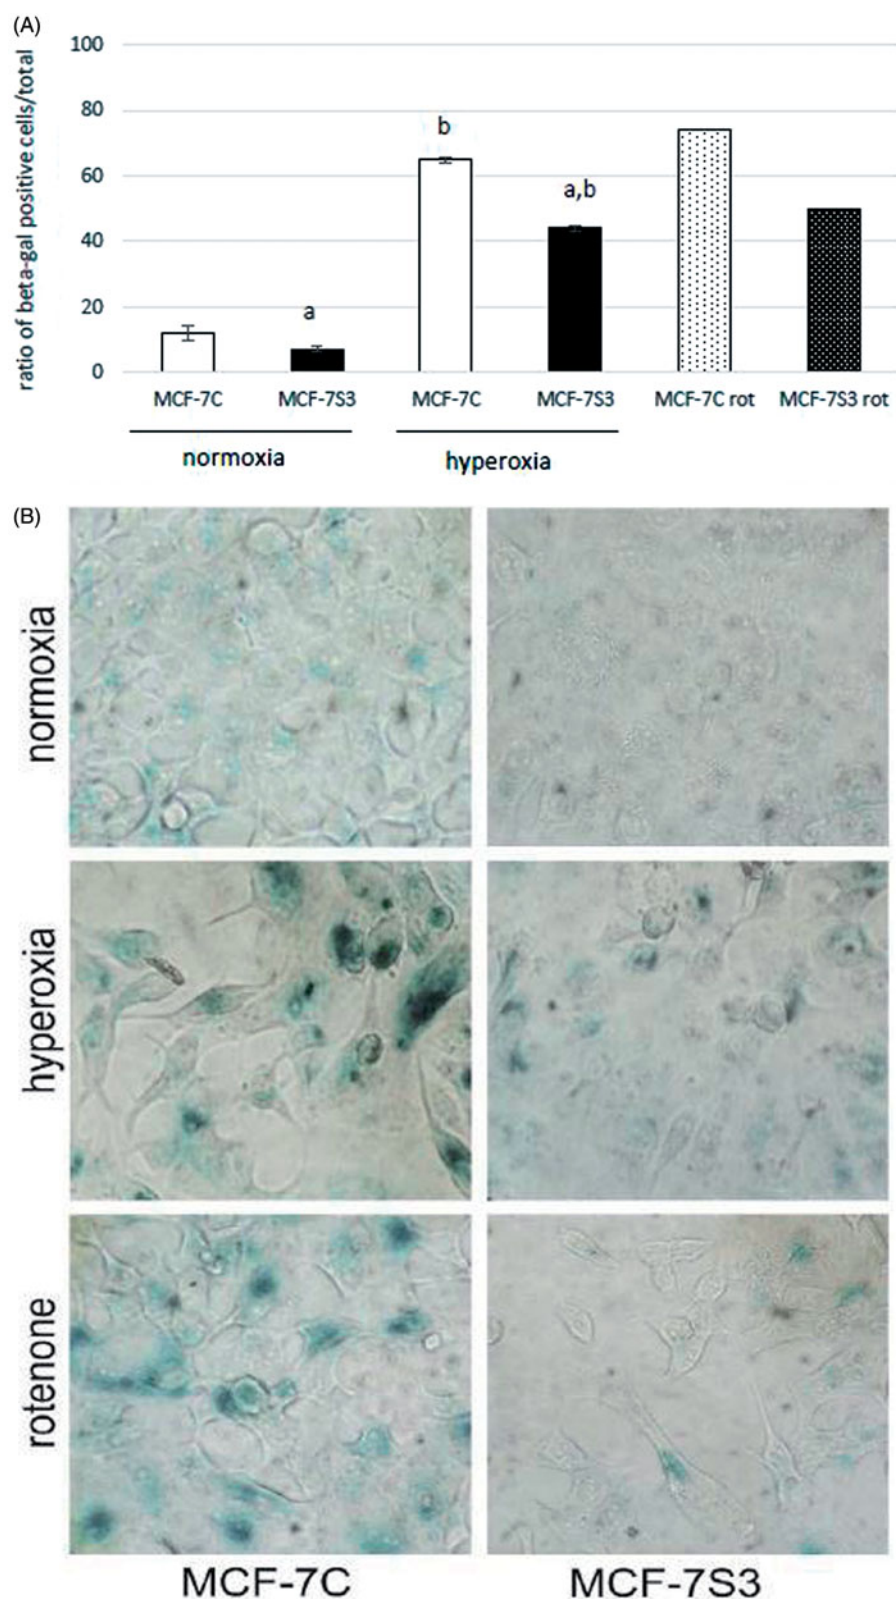 (A)
ratio of beta-gal positive cells/total
100
80
60
40
20
0
b
a,b
a
MCF-7C
MCF-7S3
MCF-7C
MCF-7S3
MCF-7C rot
MCF-7S3 rot
normoxia
hyperoxia
(B)
normoxia
hyperoxia
rotenone
MCF-7C
MCF-7S3